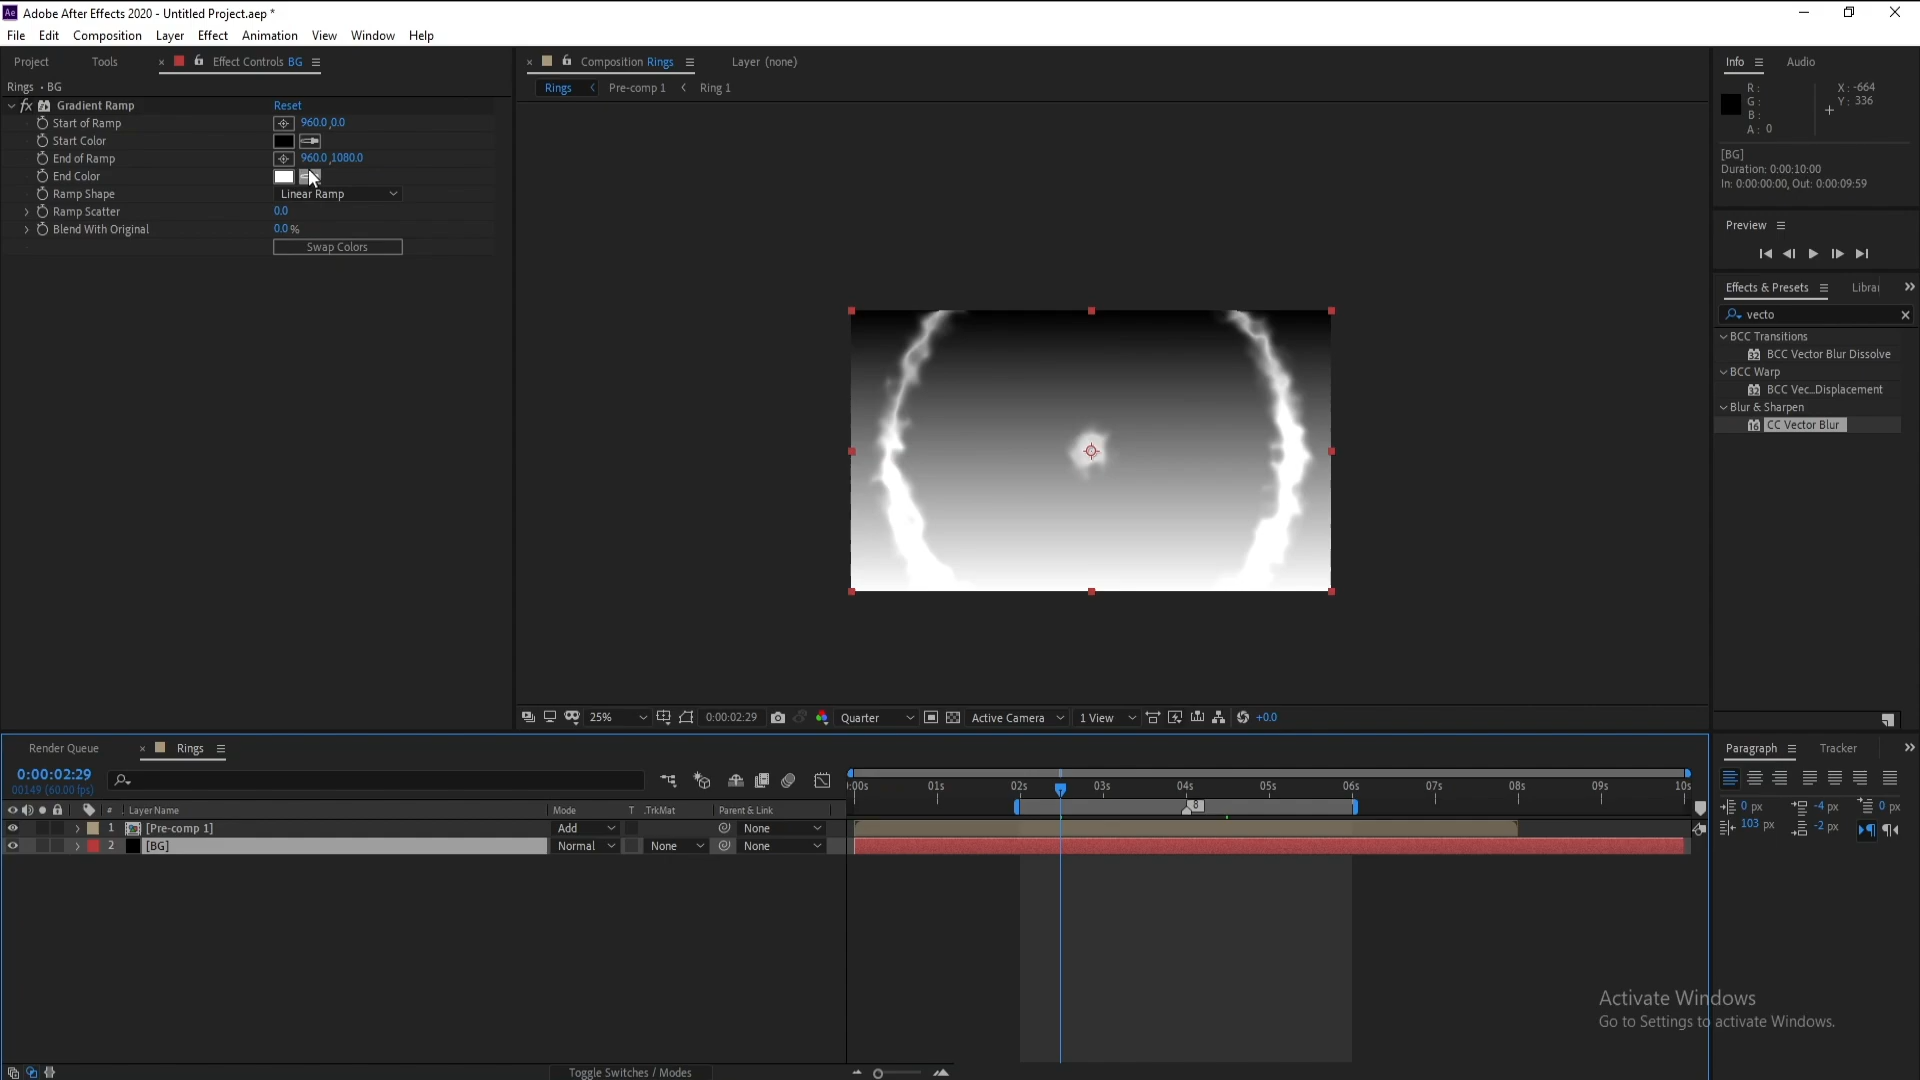 Adobe After Effects 2020 - Untitled Project.aep *
File Edit Composition Layer Effect Animation View Window Help
Project Tools × Effect Controls BG
Rings • BG
fx Gradient Ramp Reset
Start of Ramp 960.0,0.0
Start Color
End of Ramp 960.0,1080.0
End Color
Ramp Shape Linear Ramp
Ramp Scatter 0.0
Blend With Original 0.0 %
Swap Colors
× Composition Rings Layer (none)
Rings Pre-comp 1 Ring 1
25% 0:00:02:29 Quarter Active Camera 1 View +0.0
Info Audio
R: X: -664
G: Y: 336
B:
A: 0
[BG]
Duration: 0:00:10:00
In: 0:00:00:00, Out: 0:00:09:59
Preview
Effects & Presets Librai
vecto
BCC Transitions
32 BCC Vector Blur Dissolve
BCC Warp
32 BCC Vec...Displacement
Blur & Sharpen
16 CC Vector Blur
Render Queue × Rings
0:00:02:29
00149 (60.00 fps)
# Layer Name Mode T .TrkMat Parent & Link
1 [Pre-comp 1] Add None
2 [BG] Normal None None
:00s 01s 02s 03s 04s 05s 06s 07s 08s 09s 10s
8
Toggle Switches / Modes
Paragraph Tracker
0 px -4 px 0 px
103 px -2 px
Activate Windows
Go to Settings to activate Windows.